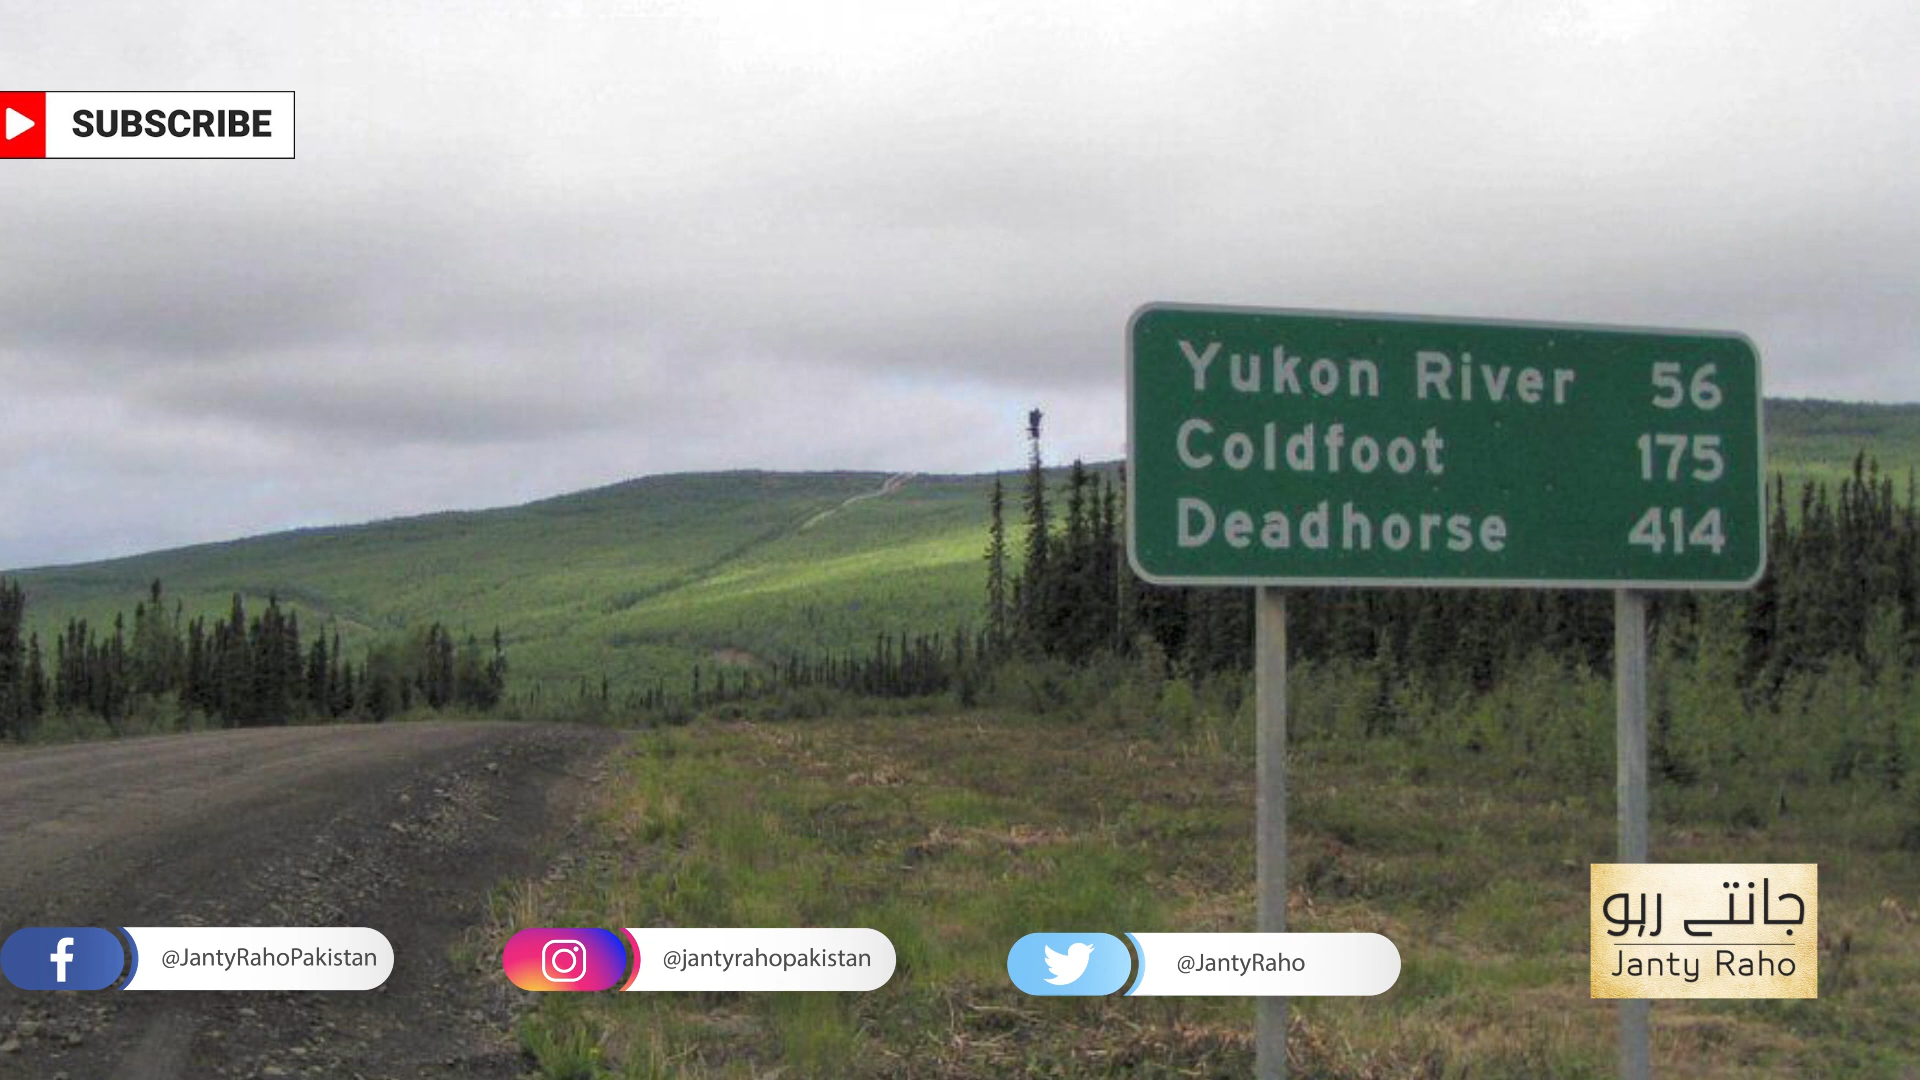 SUBSCRIBE
Yukon River 56
Coldfoot 175
Deadhorse 414
@JantyRahoPakistan
@jantyrahopakistan
@JantyRaho
جانتے رہو
Janty Raho